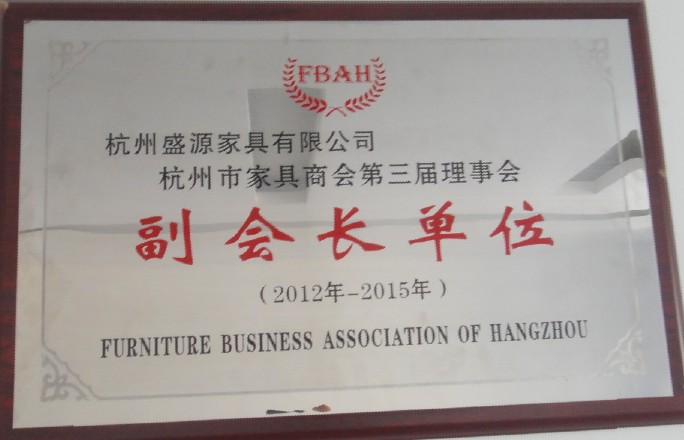 FBAH
杭州盛源家具有限公司
杭州市家具商会第三届理事会
副会长单位
（2012年-2015年）
FURNITURE BUSINESS ASSOCIATION OF HANGZHOU